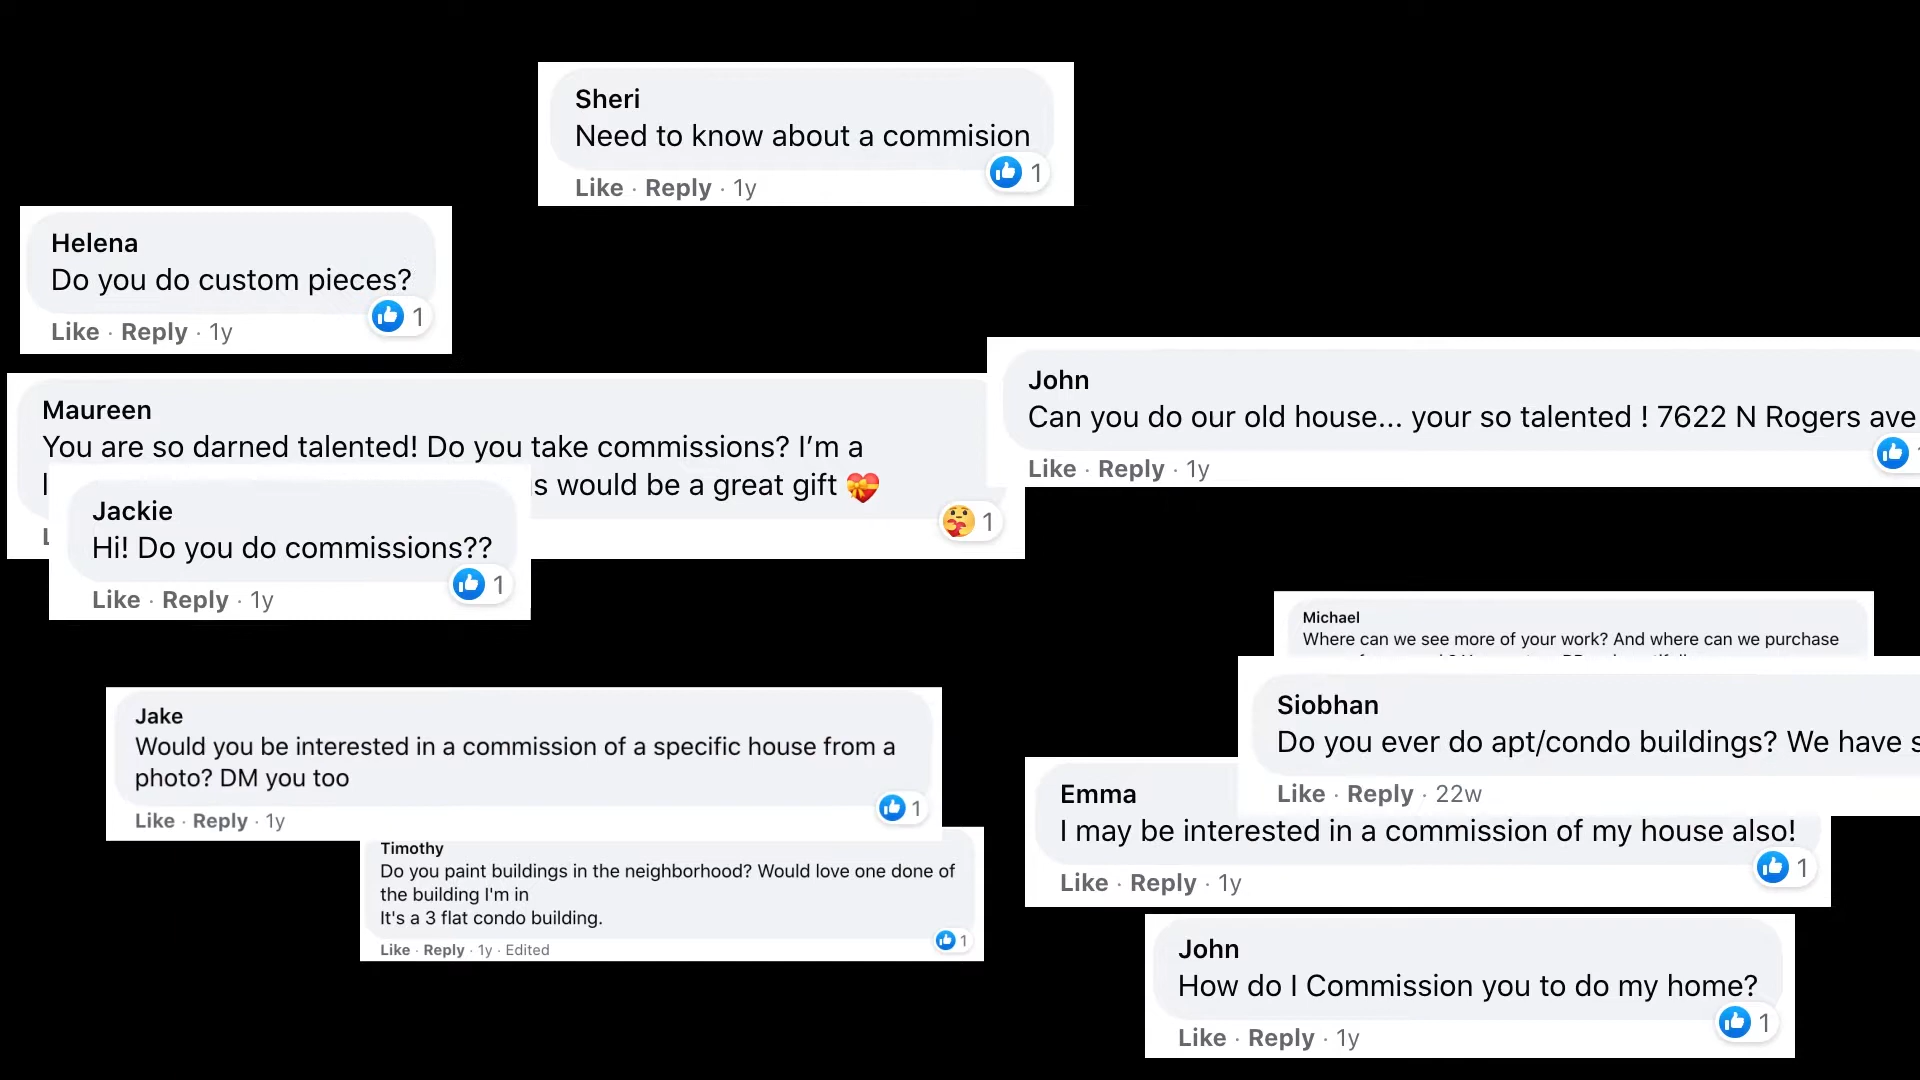 Sheri
Need to know about a commision
Like · Reply · 1y
1
Helena
Do you do custom pieces?
Like · Reply · 1y
1
Maureen
You are so darned talented! Do you take commissions? I’m a
s would be a great gift 💝
1
Jackie
Hi! Do you do commissions??
Like · Reply · 1y
1
John
Can you do our old house... your so talented ! 7622 N Rogers ave
Like · Reply · 1y
Michael
Where can we see more of your work? And where can we purchase
Siobhan
Do you ever do apt/condo buildings? We have s
Like · Reply · 22w
Jake
Would you be interested in a commission of a specific house from a
photo? DM you too
Like · Reply · 1y
1
Timothy
Do you paint buildings in the neighborhood? Would love one done of
the building I'm in
It's a 3 flat condo building.
Like · Reply · 1y · Edited
1
Emma
I may be interested in a commission of my house also!
Like · Reply · 1y
1
John
How do I Commission you to do my home?
Like · Reply · 1y
1